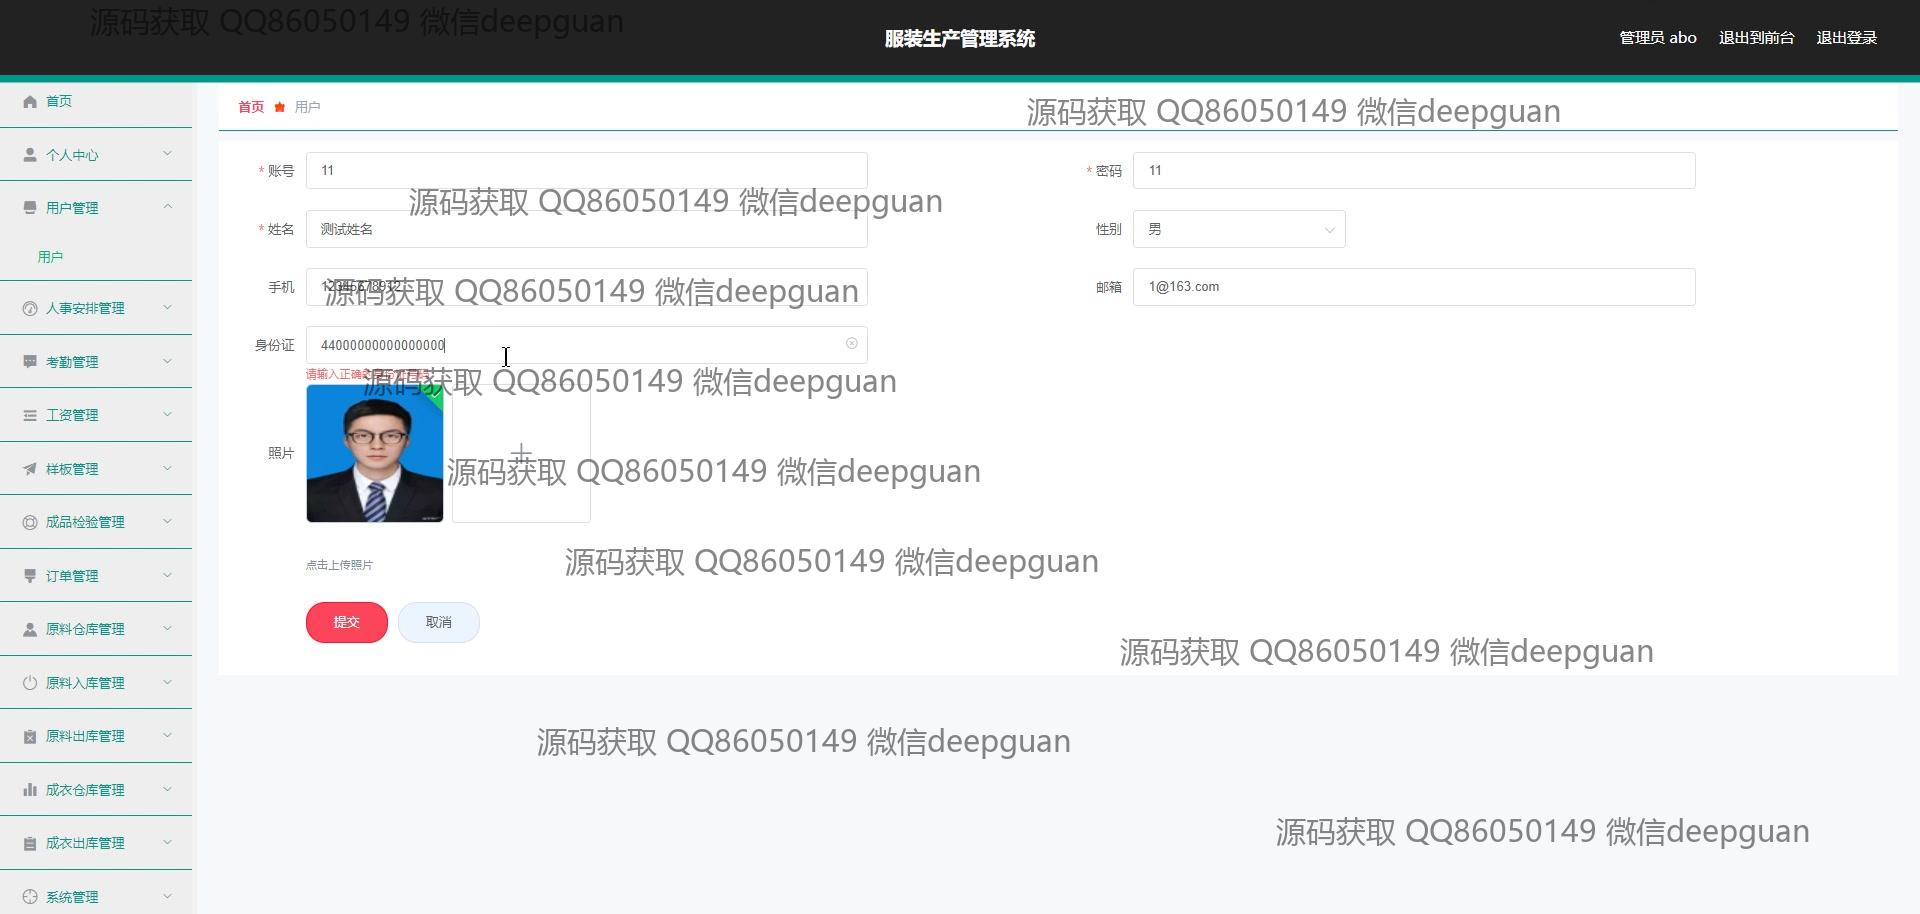 源码获取 QQ86050149 微信deepguan
服装生产管理系统
管理员 abo 退出到前台 退出登录
首页
个人中心
用户管理
用户
人事安排管理
考勤管理
工资管理
样板管理
成品检验管理
订单管理
原料仓库管理
原料入库管理
原料出库管理
成衣仓库管理
成衣出库管理
系统管理
首页 用户
源码获取 QQ86050149 微信deepguan
* 账号 11
* 密码 11
源码获取 QQ86050149 微信deepguan
* 姓名 测试姓名
性别 男
手机
源码获取 QQ86050149 微信deepguan
邮箱 1@163.com
身份证 44000000000000000
请输入正确
源码获取 QQ86050149 微信deepguan
照片
源码获取 QQ86050149 微信deepguan
点击上传照片
源码获取 QQ86050149 微信deepguan
提交 取消
源码获取 QQ86050149 微信deepguan
源码获取 QQ86050149 微信deepguan
源码获取 QQ86050149 微信deepguan